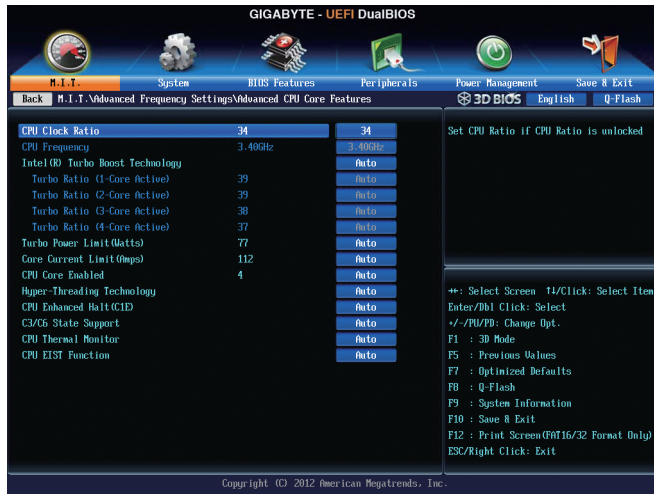 GIGABYTE - UEFI DualBIOS
M.I.T. System BIOS Features Peripherals Power Management Save & Exit
Back M.I.T.\Advanced Frequency Settings\Advanced CPU Core Features 3D BIOS English Q-Flash
CPU Clock Ratio 34 34
CPU Frequency 3.40GHz 3.40GHz
Intel(R) Turbo Boost Technology Auto
Turbo Ratio (1-Core Active) 39 Auto
Turbo Ratio (2-Core Active) 39 Auto
Turbo Ratio (3-Core Active) 38 Auto
Turbo Ratio (4-Core Active) 37 Auto
Turbo Power Limit(Watts) 77 Auto
Core Current Limit(Amps) 112 Auto
CPU Core Enabled 4 Auto
Hyper-Threading Technology Auto
CPU Enhanced Halt(C1E) Auto
C3/C6 State Support Auto
CPU Thermal Monitor Auto
CPU EIST Function Auto
Set CPU Ratio if CPU Ratio is unlocked
↔: Select Screen ↑↓/Click: Select Item
Enter/Dbl Click: Select
+/-/PU/PD: Change Opt.
F1 : 3D Mode
F5 : Previous Values
F7 : Optimized Defaults
F8 : Q-Flash
F9 : System Information
F10 : Save & Exit
F12 : Print Screen(FAT16/32 Format Only)
ESC/Right Click: Exit
Copyright (C) 2012 American Megatrends, Inc.